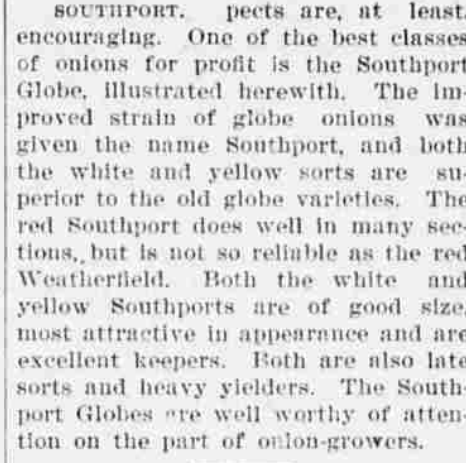 SOUTHPORT. pects are, at least,
encouraging. One of the best classes
of onions for profit is the Southport
Globe, illustrated herewith. The im-
proved strain of globe onions was
given the name Southport, and both
the white and yellow sorts are su-
perior to the old globe varieties. The
red Southport does well in many sec-
tions, but is not so reliable as the red
Weatherfield. Both the white and
yellow Southports are of good size,
most attractive in appearance and are
excellent keepers. Both are also late
sorts and heavy yielders. The South-
port Globes are well worthy of atten-
tion on the part of onion-growers.